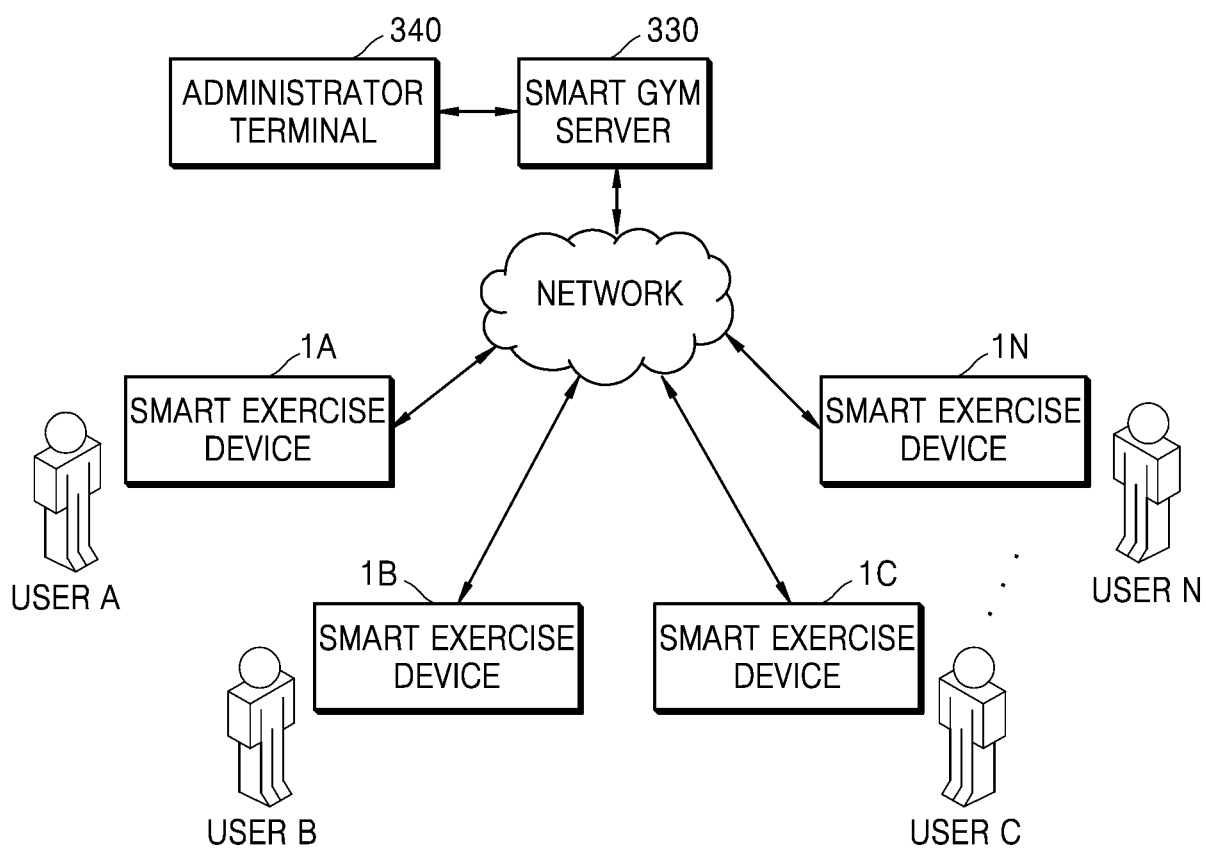 340
330
ADMINISTRATOR
TERMINAL
SMART GYM
SERVER
NETWORK
1A
1N
SMART EXERCISE
DEVICE
SMART EXERCISE
DEVICE
USER A
USER N
1B
1C
SMART EXERCISE
DEVICE
SMART EXERCISE
DEVICE
USER B
USER C